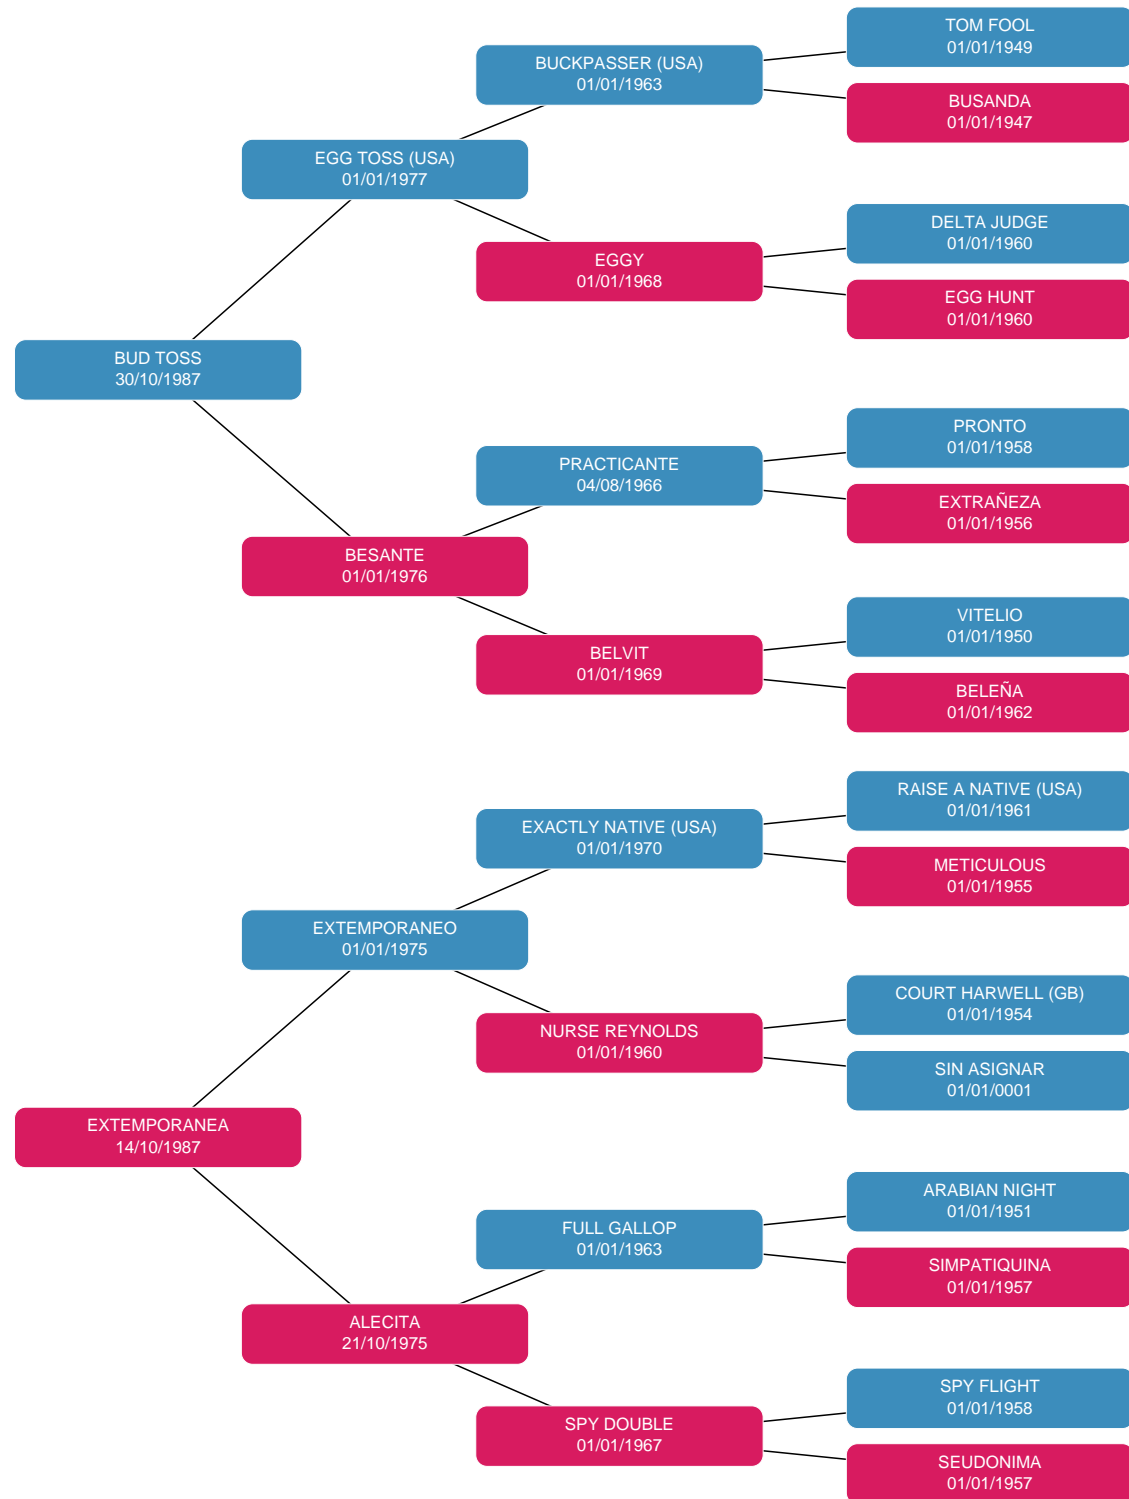 TOM FOOL
01/01/1949
BUCKPASSER (USA)
01/01/1963
BUSANDA
01/01/1947
EGG TOSS (USA)
01/01/1977
DELTA JUDGE
01/01/1960
EGGY
01/01/1968
EGG HUNT
01/01/1960
BUD TOSS
30/10/1987
PRONTO
01/01/1958
PRACTICANTE
04/08/1966
EXTRAÑEZA
01/01/1956
BESANTE
01/01/1976
VITELIO
01/01/1950
BELVIT
01/01/1969
BELEÑA
01/01/1962
RAISE A NATIVE (USA)
01/01/1961
EXACTLY NATIVE (USA)
01/01/1970
METICULOUS
01/01/1955
EXTEMPORANEO
01/01/1975
COURT HARWELL (GB)
01/01/1954
NURSE REYNOLDS
01/01/1960
SIN ASIGNAR
01/01/0001
EXTEMPORANEA
14/10/1987
ARABIAN NIGHT
01/01/1951
FULL GALLOP
01/01/1963
SIMPATIQUINA
01/01/1957
ALECITA
21/10/1975
SPY FLIGHT
01/01/1958
SPY DOUBLE
01/01/1967
SEUDONIMA
01/01/1957